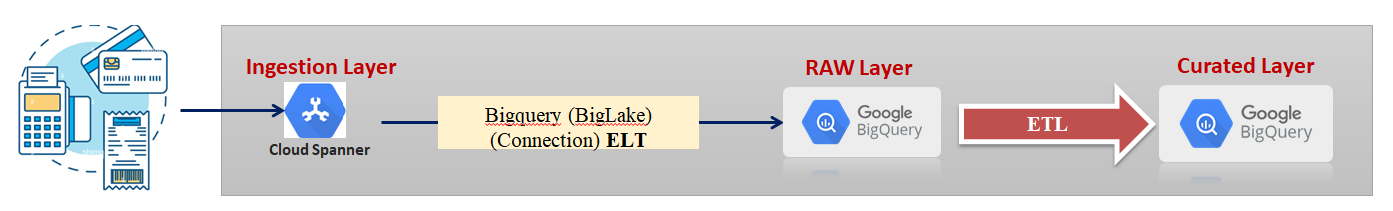 Ingestion Layer
Cloud Spanner
Bigquery (BigLake)
(Connection) ELT
RAW Layer
Google
BigQuery
ETL
Curated Layer
Google
BigQuery